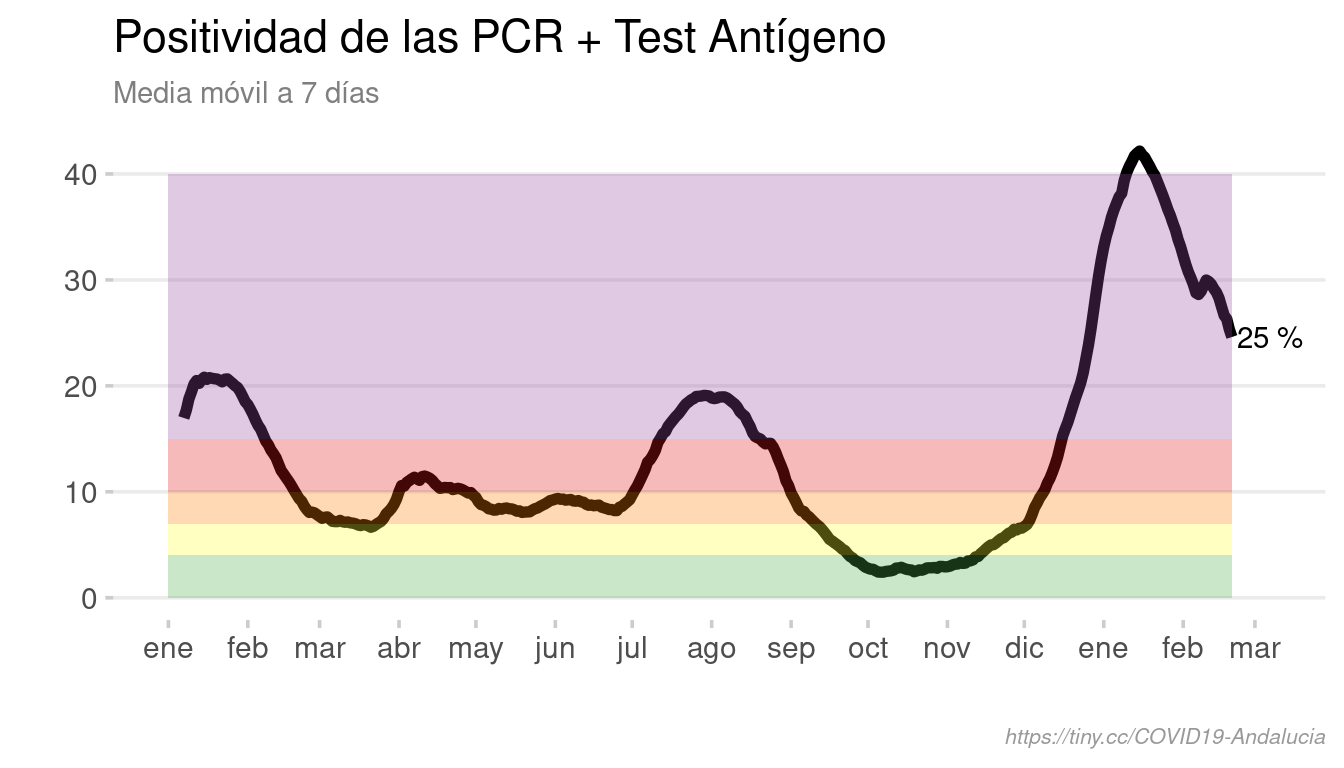 Positividad de las PCR + Test Antígeno
Media móvil a 7 días
40
30
20
10
0
25 %
ene feb mar abr may jun jul ago sep oct nov dic ene feb mar
https://tiny.cc/COVID19-Andalucia